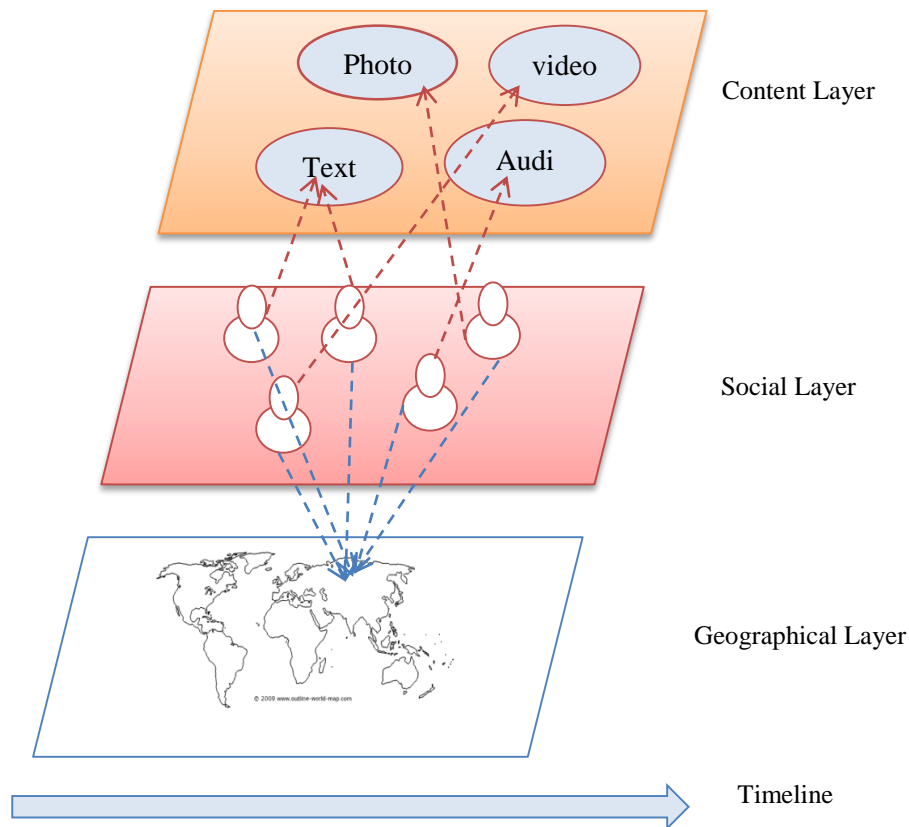 Photo
video
Content Layer
Text
Audi
Social Layer
Geographical Layer
© 2009 www.outline-world-map.com
Timeline